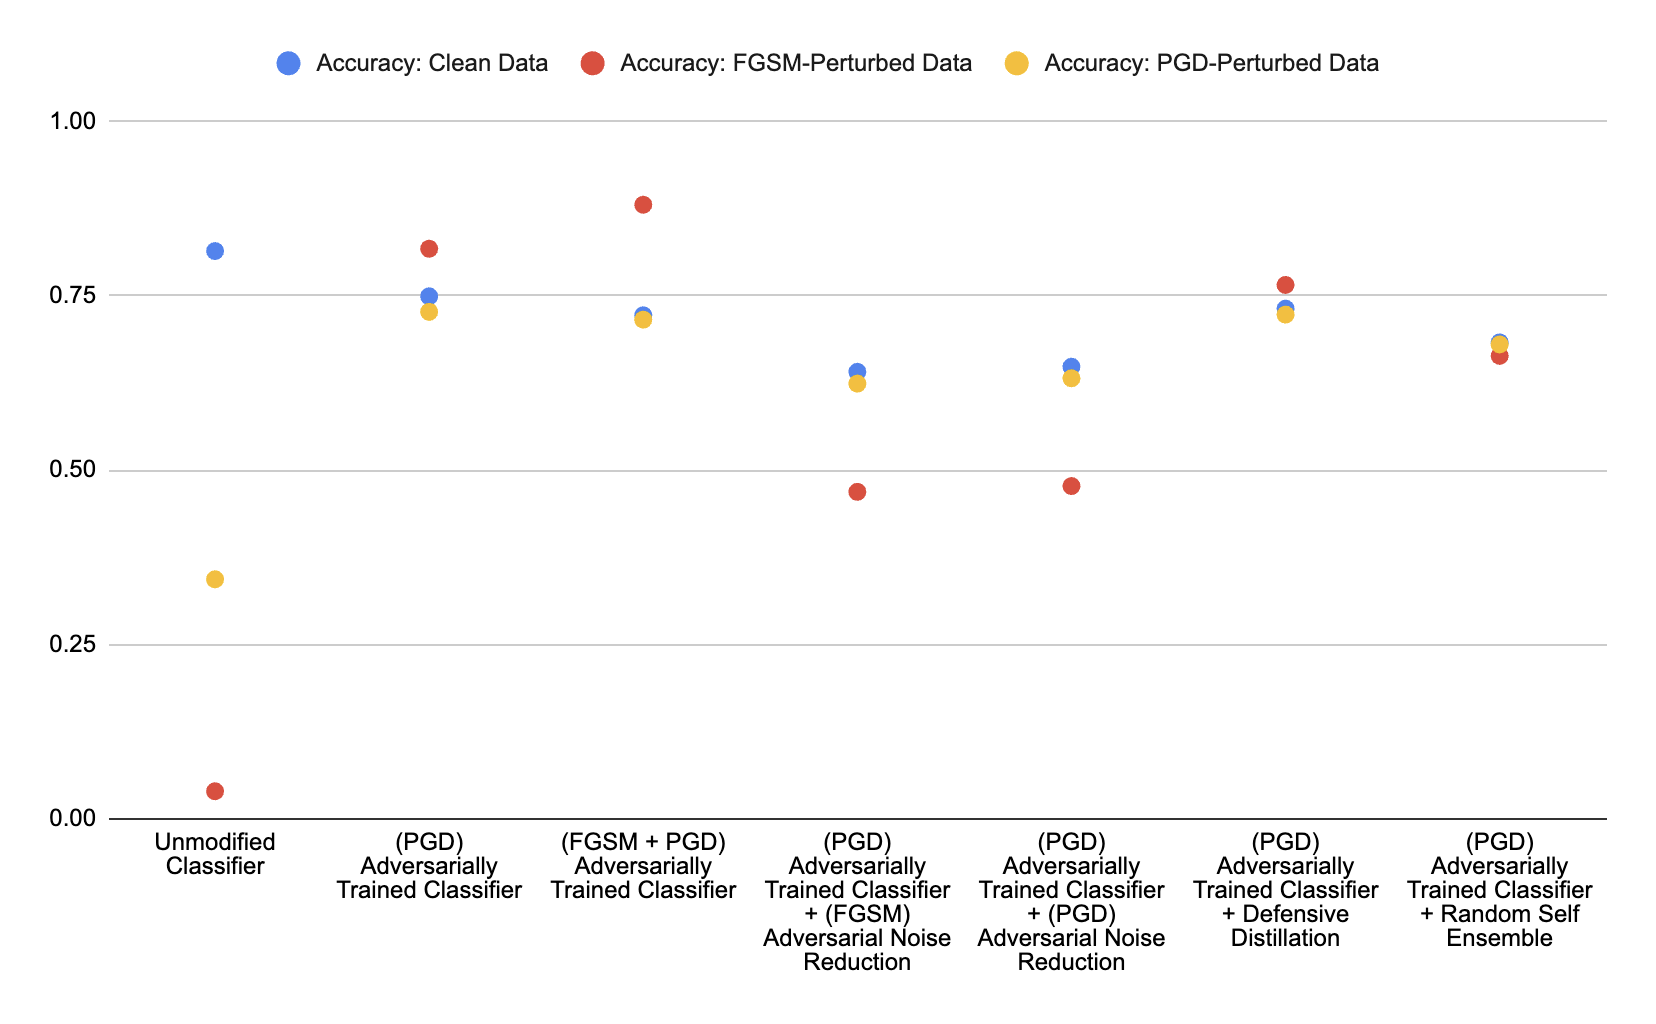 Accuracy: Clean Data
Accuracy: FGSM-Perturbed Data
Accuracy: PGD-Perturbed Data
1.00
0.75
0.50
0.25
0.00
Unmodified
Classifier
(PGD)
Adversarially
Trained Classifier
(FGSM + PGD)
Adversarially
Trained Classifier
(PGD)
Adversarially
Trained Classifier
+ (FGSM)
Adversarial Noise
Reduction
(PGD)
Adversarially
Trained Classifier
+ (PGD)
Adversarial Noise
Reduction
(PGD)
Adversarially
Trained Classifier
+ Defensive
Distillation
(PGD)
Adversarially
Trained Classifier
+ Random Self
Ensemble